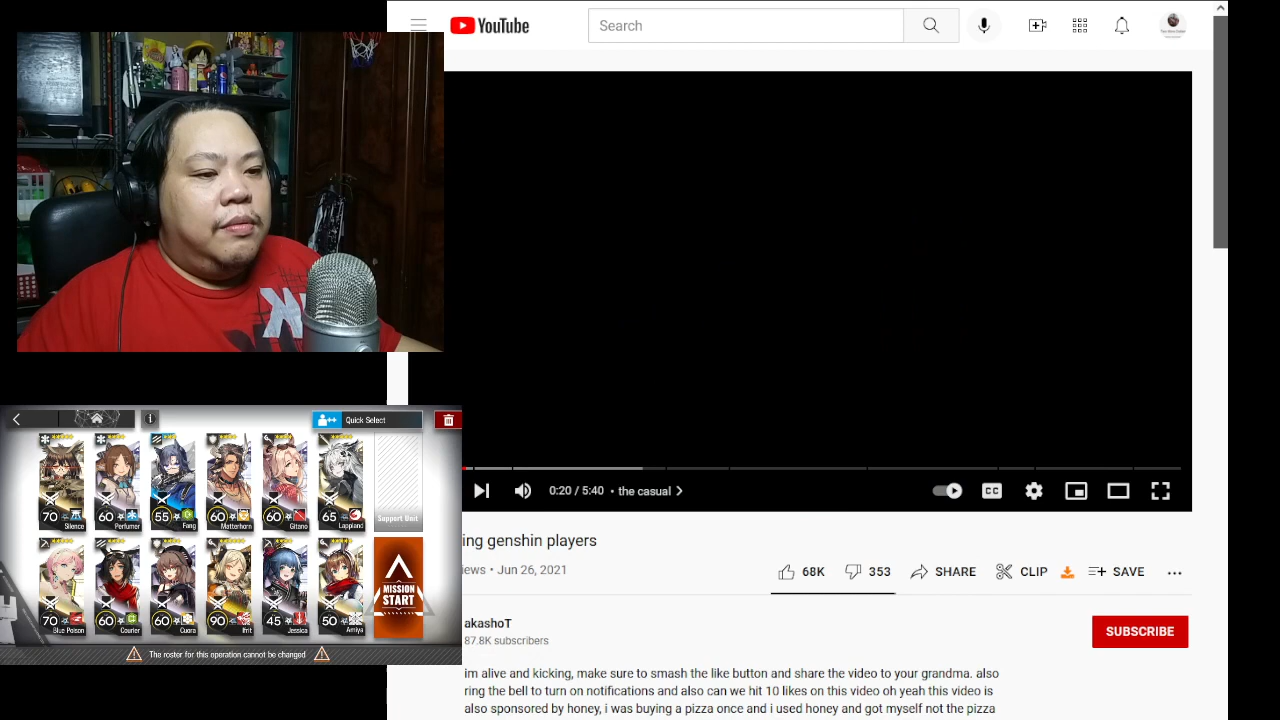 YouTube
Search
0:20 / 5:40 • the casual
CC
ing genshin players
iews • Jun 26, 2021
68K
353
SHARE
CLIP
SAVE
akashoT
87.8K subscribers
SUBSCRIBE
im alive and kicking, make sure to smash the like button and share the video to your grandma. also
ring the bell to turn on notifications and also can we hit 10 likes on this video oh yeah this video is
also sponsored by honey, i was buying a pizza once and i used honey and got myself not the pizza
Quick Select
70 Silence
60 Perfumer
55 Fang
60 Matterhorn
60 Gitano
65 Lappland
Support Unit
70 Blue Poison
60 Courier
60 Cuora
90 Ifrit
45 Jessica
50 Amiya
MISSION
START
The roster for this operation cannot be changed